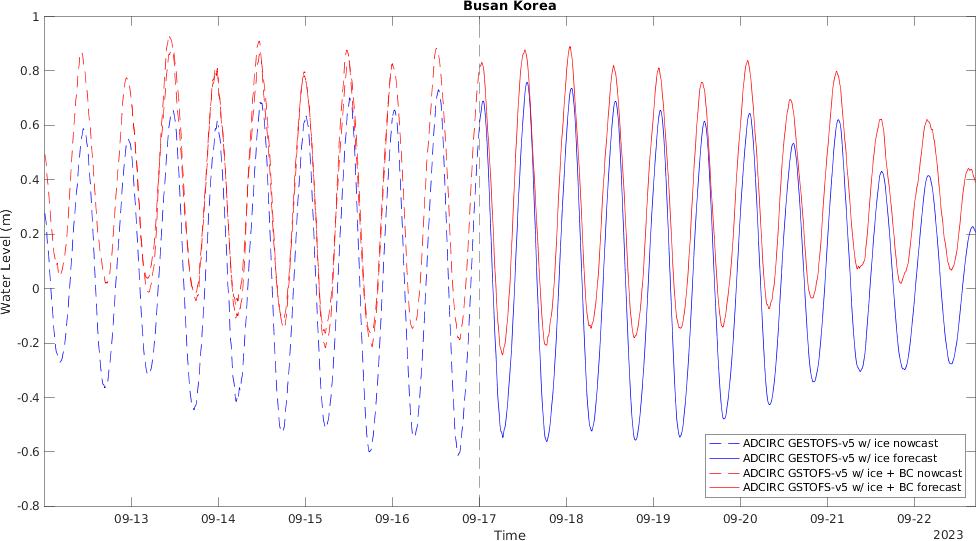 Busan Korea
1
0.8
0.6
0.4
0.2
0
-0.2
-0.4
-0.6
-0.8
Water Level (m)
ADCIRC GESTOFS-v5 w/ ice nowcast
ADCIRC GESTOFS-v5 w/ ice forecast
ADCIRC GSTOFS-v5 w/ ice + BC nowcast
ADCIRC GSTOFS-v5 w/ ice + BC forecast
09-13 09-14 09-15 09-16 09-17 09-18 09-19 09-20 09-21 09-22
Time
2023